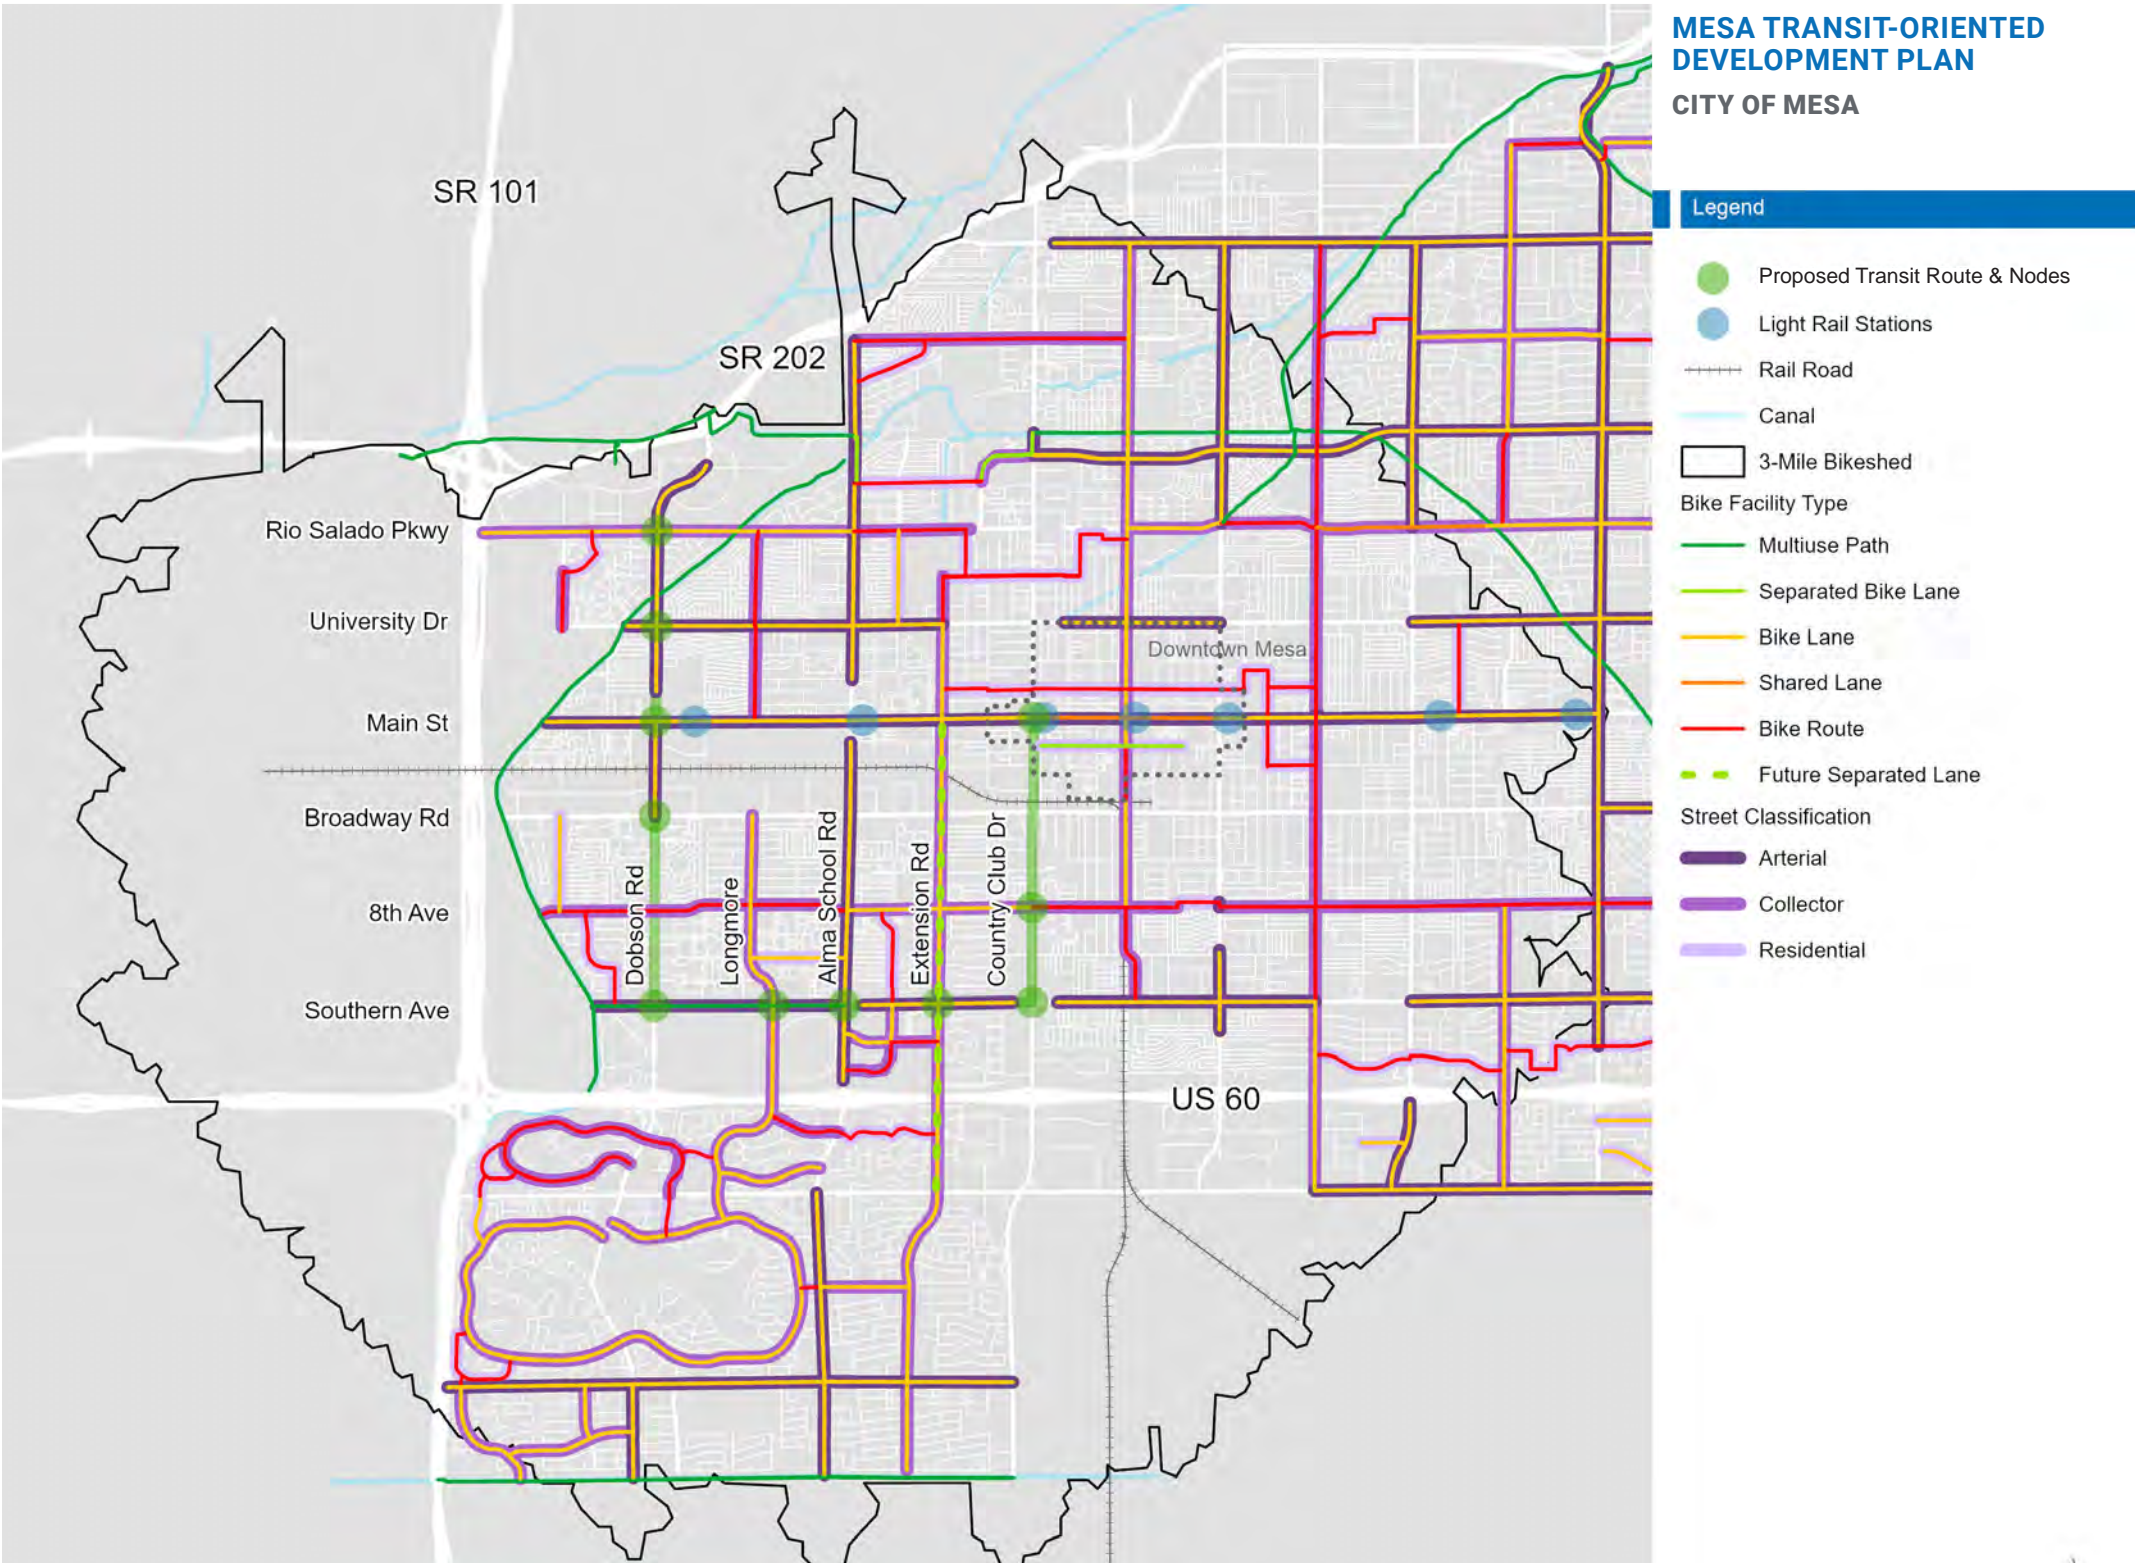 MESA TRANSIT-ORIENTED
DEVELOPMENT PLAN
CITY OF MESA
Legend
Proposed Transit Route & Nodes
Light Rail Stations
Rail Road
Canal
3-Mile Bikeshed
Bike Facility Type
Multiuse Path
Separated Bike Lane
Bike Lane
Shared Lane
Bike Route
Future Separated Lane
Street Classification
Arterial
Collector
Residential
SR 101
SR 202
Rio Salado Pkwy
University Dr
Downtown Mesa
Main St
Broadway Rd
8th Ave
Southern Ave
Dobson Rd
Longmore
Alma School Rd
Extension Rd
Country Club Dr
US 60